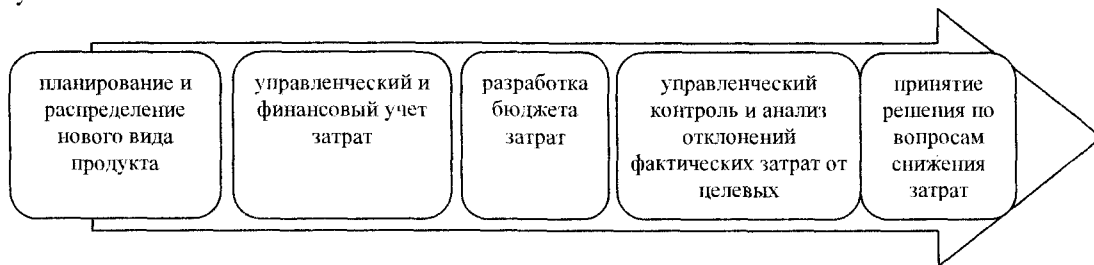 планирование и
распределение
нового вида
продукта
управленческий и
финансовый учет
затрат
разработка
бюджета
затрат
управленческий
контроль и анализ
отклонений
фактических затрат от
целевых
принятие
решения по
вопросам
снижения
затрат